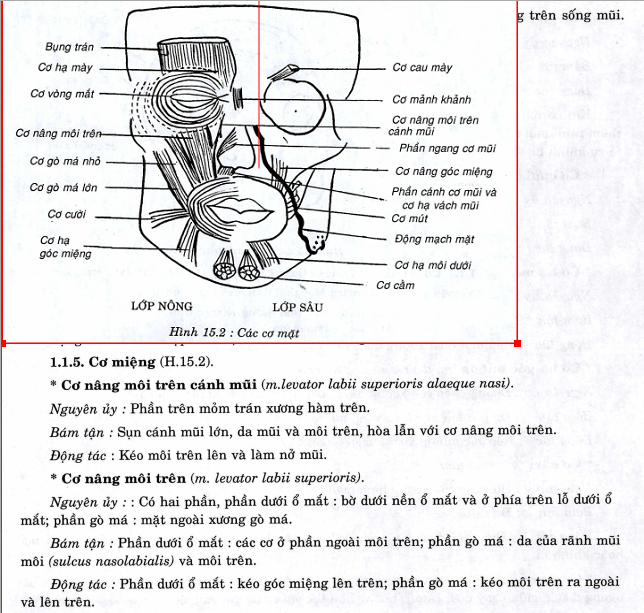 g trên sống mũi.
Bụng trán
Cơ hạ mày
Cơ vòng mắt
Cơ nâng môi trên
Cơ gò má nhỏ
Cơ gò má lớn
Cơ cười
Cơ hạ
góc miệng
Cơ cau mày
Cơ mảnh khảnh
Cơ nâng môi trên
cánh mũi
Phần ngang cơ mũi
Cơ nâng góc miệng
Phần cánh cơ mũi và
cơ hạ vách mũi
Cơ mút
Động mạch mặt
Cơ hạ môi dưới
Cơ cằm
LỚP NÔNG
LỚP SÂU
Hình 15.2 : Các cơ mặt
1.1.5. Cơ miệng (H.15.2).
* Cơ nâng môi trên cánh mũi (m.levator labii superioris alaeque nasi).
Nguyên ủy : Phần trên mỏm trán xương hàm trên.
Bám tận : Sụn cánh mũi lớn, da mũi và môi trên, hòa lẫn với cơ nâng môi trên.
Động tác : Kéo môi trên lên và làm nở mũi.
* Cơ nâng môi trên (m. levator labii superioris).
Nguyên ủy : : Có hai phần, phần dưới ổ mắt : bờ dưới nền ổ mắt và ở phía trên lỗ dưới ổ
mắt; phần gò má : mặt ngoài xương gò má.
Bám tận : Phần dưới ổ mắt : các cơ ở phần ngoài môi trên; phần gò má : da của rãnh mũi
môi (sulcus nasolabialis) và môi trên.
Động tác : Phần dưới ổ mắt : kéo góc miệng lên trên; phần gò má : kéo môi trên ra ngoài
và lên trên.